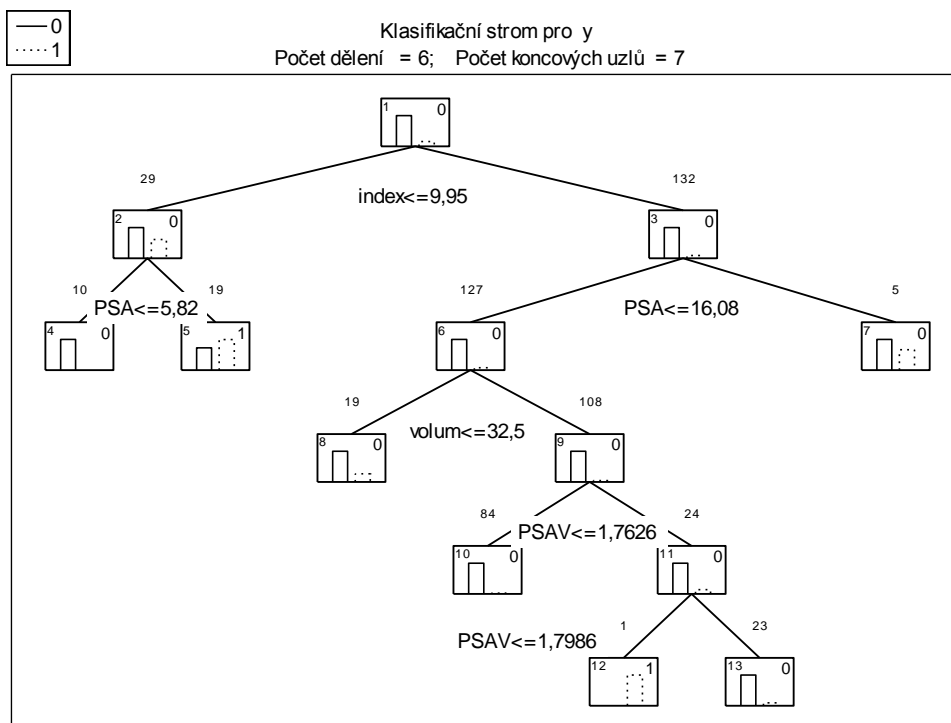 0
1
Klasifikační strom pro y
Počet dělení = 6; Počet koncových uzlů = 7
1 0
29 132
index<=9,95
2 0 3 0
10 19 127 5
PSA<=5,82 PSA<=16,08
4 0 5 1 6 0 7 0
19 108
volum<=32,5
8 0 9 0
84 24
PSAV<=1,7626
10 0 11 0
1 23
PSAV<=1,7986
12 1 13 0